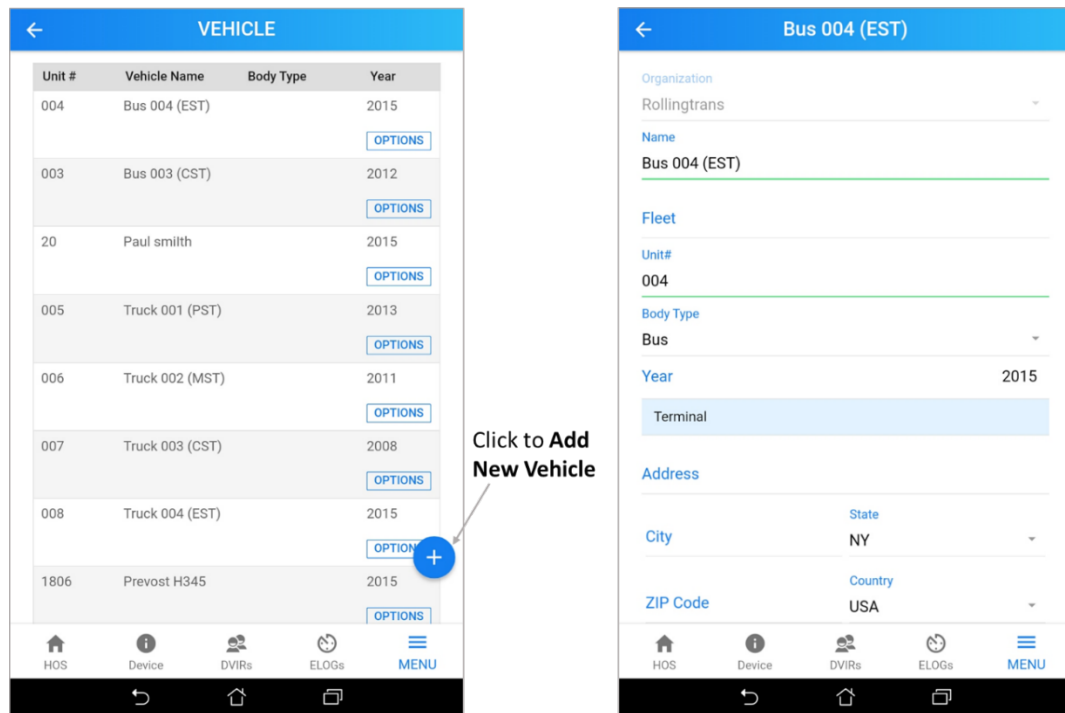 VEHICLE
Unit # Vehicle Name Body Type Year
004 Bus 004 (EST) 2015
OPTIONS
003 Bus 003 (CST) 2012
OPTIONS
20 Paul smilth 2015
OPTIONS
005 Truck 001 (PST) 2013
OPTIONS
006 Truck 002 (MST) 2011
OPTIONS
007 Truck 003 (CST) 2008
OPTIONS
008 Truck 004 (EST) 2015
OPTION
+
1806 Prevost H345 2015
OPTIONS
HOS Device DVIRs ELOGs MENU
Click to Add
New Vehicle
Bus 004 (EST)
Organization
Rollingtrans
Name
Bus 004 (EST)
Fleet
Unit#
004
Body Type
Bus
Year 2015
Terminal
Address
State
City NY
Country
ZIP Code USA
HOS Device DVIRs ELOGs MENU